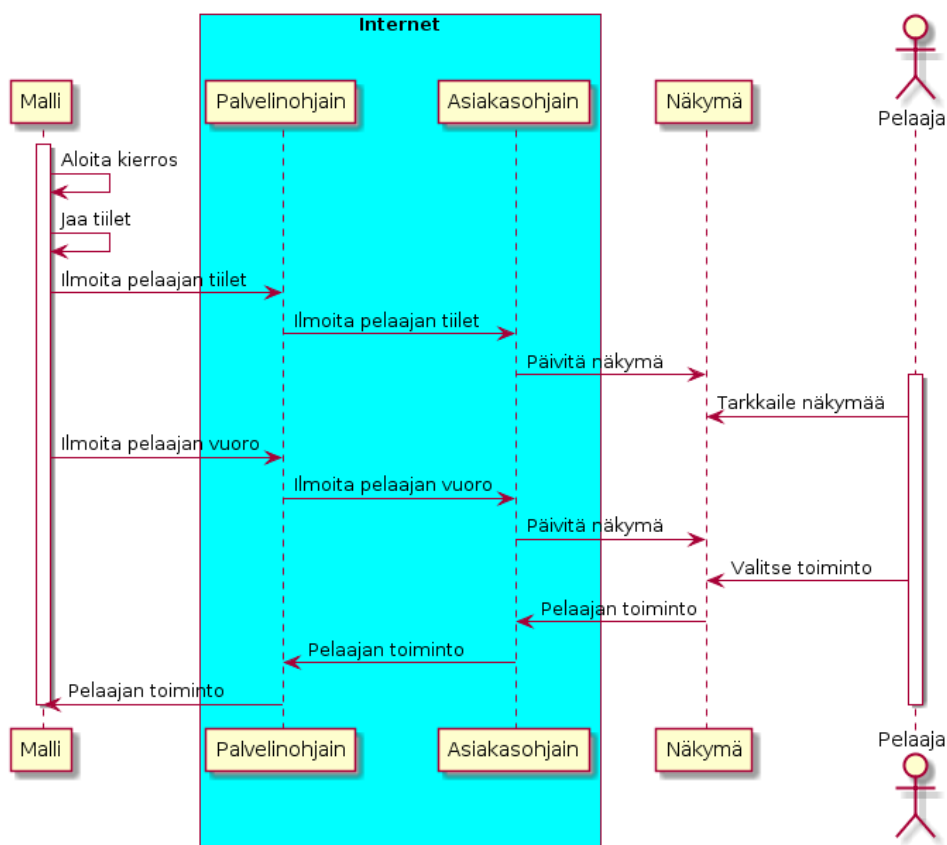 Internet
Malli
Palvelinohjain
Asiakasohjain
Näkymä
Pelaaja
Aloita kierros
Jaa tiilet
Ilmoita pelaajan tiilet
Ilmoita pelaajan tiilet
Päivitä näkymä
Tarkkaile näkymää
Ilmoita pelaajan vuoro
Ilmoita pelaajan vuoro
Päivitä näkymä
Valitse toiminto
Pelaajan toiminto
Pelaajan toiminto
Pelaajan toiminto
Malli
Palvelinohjain
Asiakasohjain
Näkymä
Pelaaja